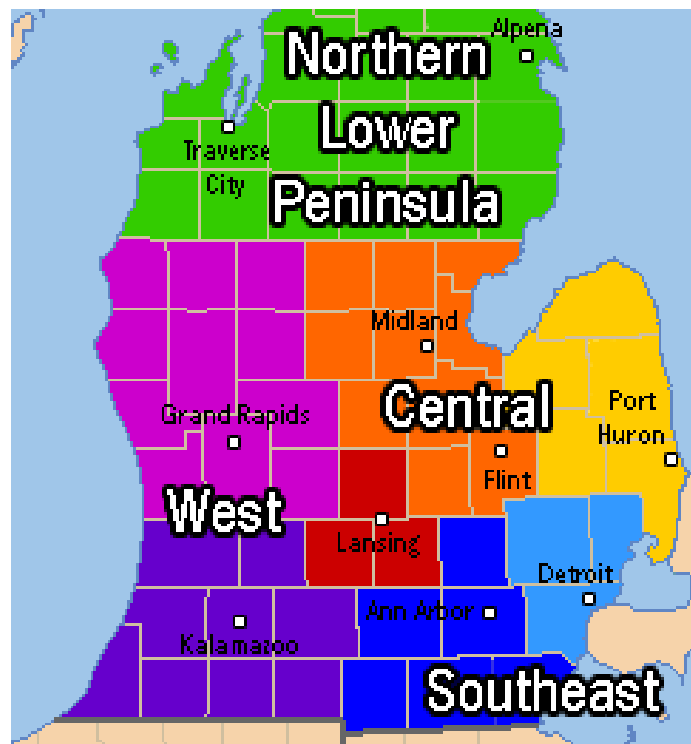 Alpena
Northern
Lower
Traverse
City
Peninsula
Midland
Port
Huron
Central
Grand Rapids
Flint
West
Lansing
Detroit
Ann Arbor
Kalamazoo
Southeast